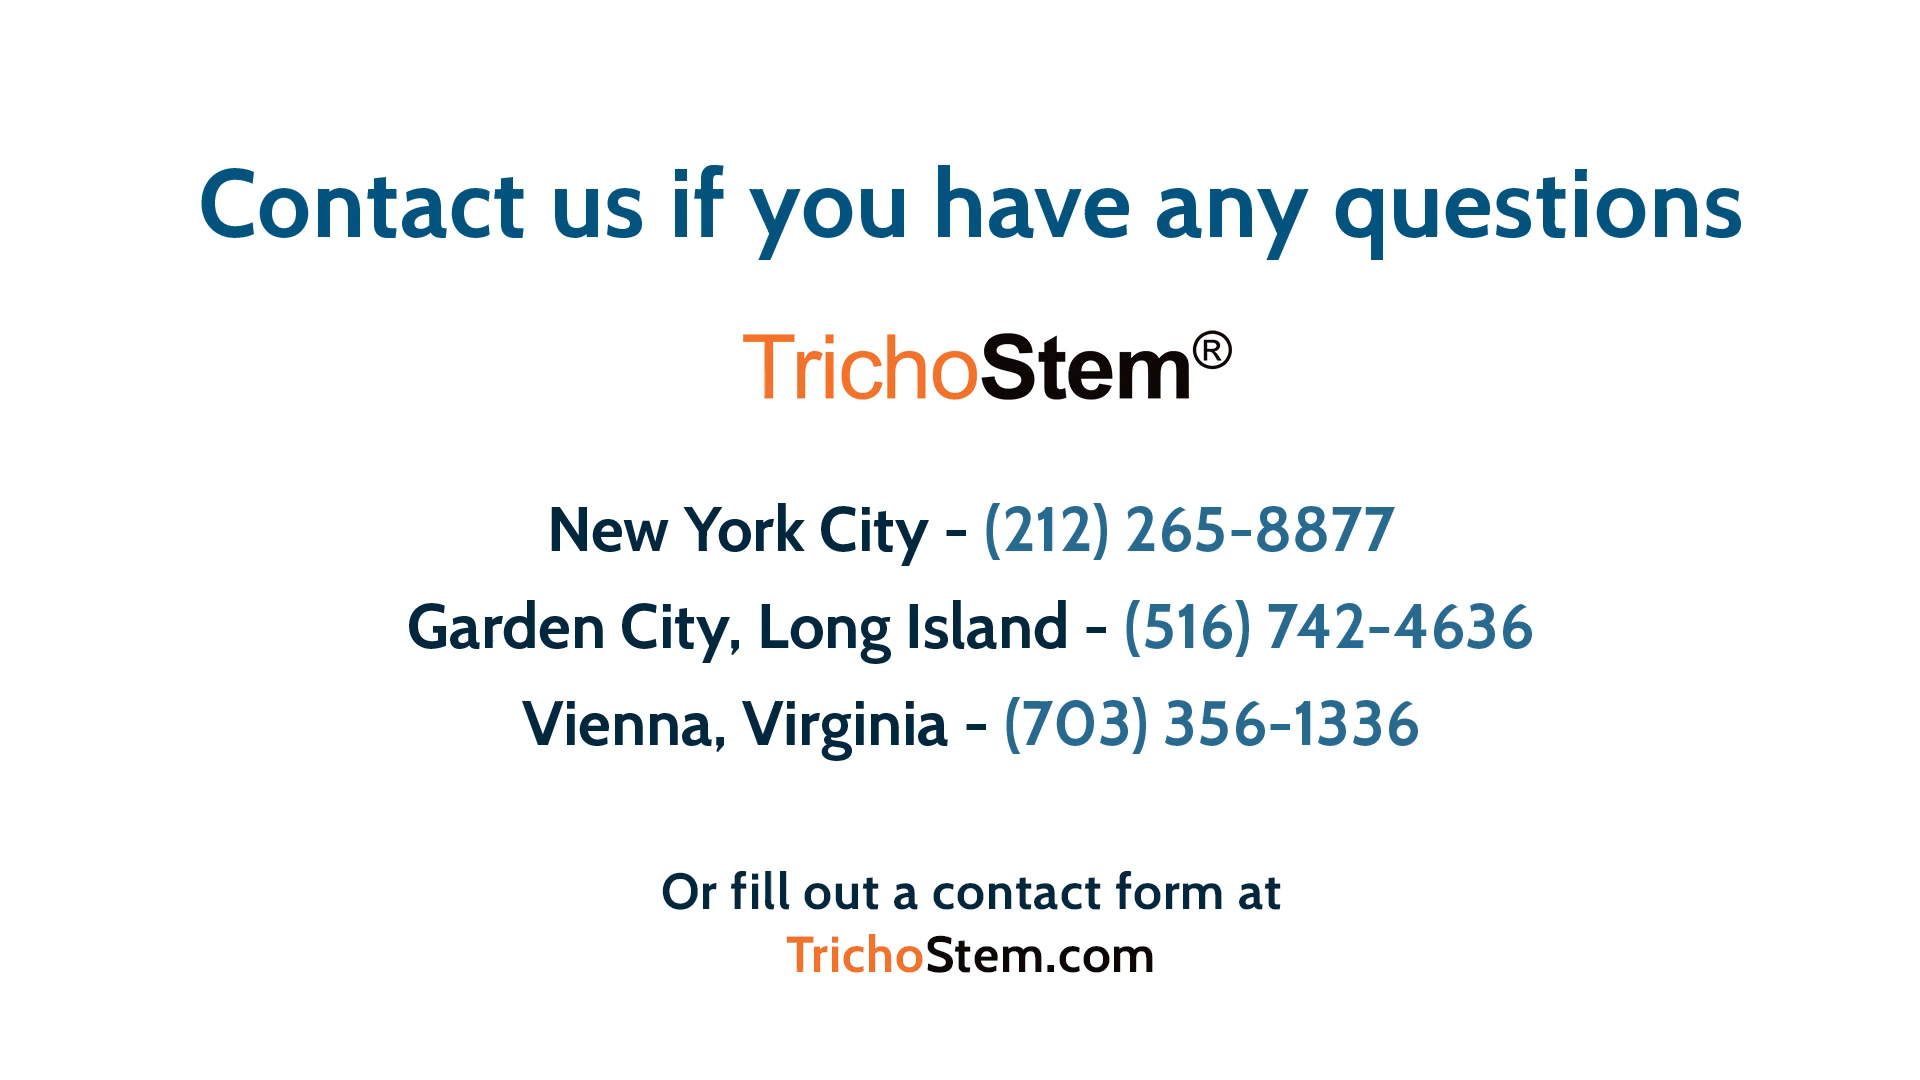 Contact us if you have any questions
TrichoStem®
New York City - (212) 265-8877
Garden City, Long Island - (516) 742-4636
Vienna, Virginia - (703) 356-1336
Or fill out a contact form at
TrichoStem.com